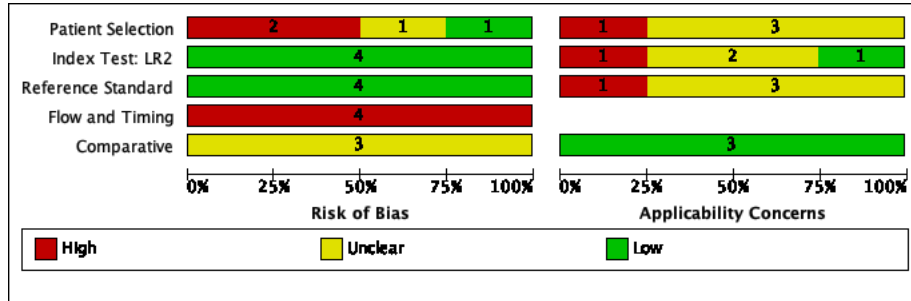 Patient Selection 2 1 1 1 3
Index Test: LR2 4 1 2 1
Reference Standard 4 1 3
Flow and Timing 4
Comparative 3 3
0% 25% 50% 75% 100% 0% 25% 50% 75% 100%
Risk of Bias Applicability Concerns
High Unclear Low